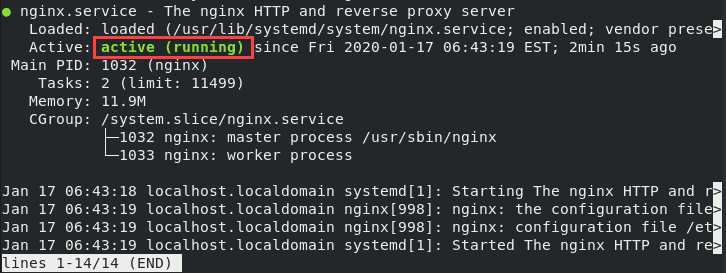 ● nginx.service - The nginx HTTP and reverse proxy server
   Loaded: loaded (/usr/lib/systemd/system/nginx.service; enabled; vendor prese>
   Active: active (running) since Fri 2020-01-17 06:43:19 EST; 2min 15s ago
 Main PID: 1032 (nginx)
    Tasks: 2 (limit: 11499)
   Memory: 11.9M
   CGroup: /system.slice/nginx.service
           ├─1032 nginx: master process /usr/sbin/nginx
           └─1033 nginx: worker process
Jan 17 06:43:18 localhost.localdomain systemd[1]: Starting The nginx HTTP and r>
Jan 17 06:43:19 localhost.localdomain nginx[998]: nginx: the configuration file>
Jan 17 06:43:19 localhost.localdomain nginx[998]: nginx: configuration file /et>
Jan 17 06:43:19 localhost.localdomain systemd[1]: Started The nginx HTTP and re>
lines 1-14/14 (END)